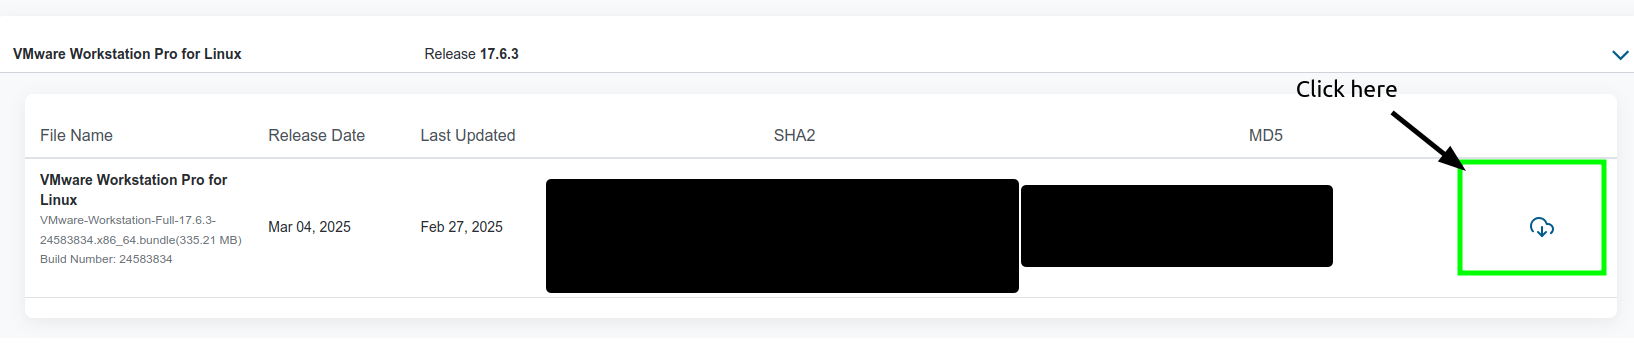 VMware Workstation Pro for Linux Release 17.6.3
Click here
File Name Release Date Last Updated SHA2 MD5
VMware Workstation Pro for
Linux
VMware-Workstation-Full-17.6.3-
24583834.x86_64.bundle(335.21 MB)
Build Number: 24583834
Mar 04, 2025 Feb 27, 2025